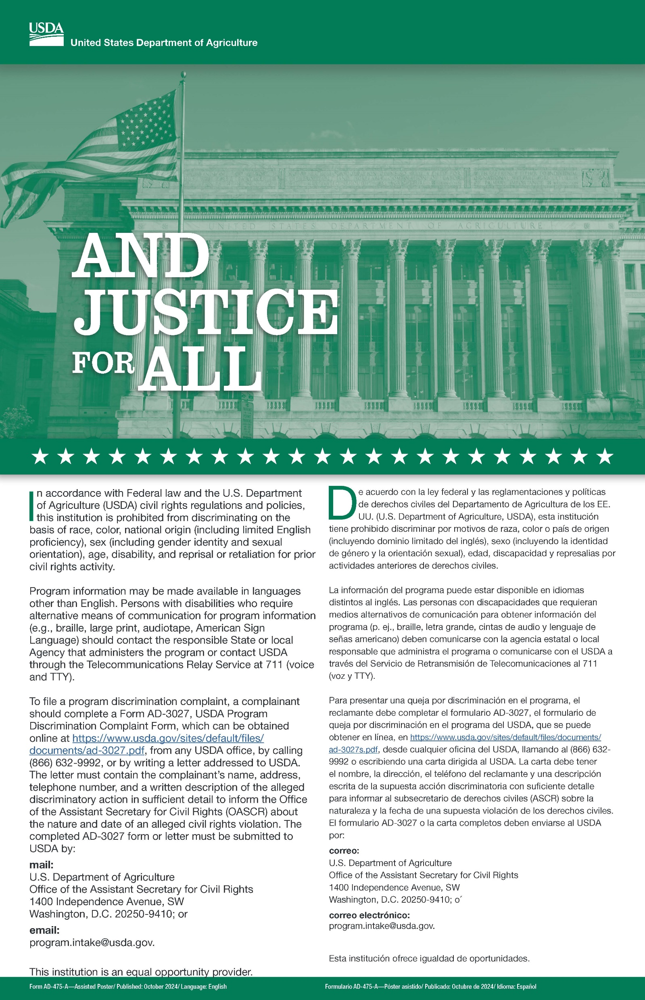 USDA
United States Department of Agriculture
UNITED STATES DEPARTMENT OF AGRICULTURE
AND
JUSTICE
FOR ALL
In accordance with Federal law and the U.S. Department
of Agriculture (USDA) civil rights regulations and policies,
this institution is prohibited from discriminating on the
basis of race, color, national origin (including limited English
proficiency), sex (including gender identity and sexual
orientation), age, disability, and reprisal or retaliation for prior
civil rights activity.
Program information may be made available in languages
other than English. Persons with disabilities who require
alternative means of communication for program information
(e.g., braille, large print, audiotape, American Sign
Language) should contact the responsible State or local
Agency that administers the program or contact USDA
through the Telecommunications Relay Service at 711 (voice
and TTY).
To file a program discrimination complaint, a complainant
should complete a Form AD-3027, USDA Program
Discrimination Complaint Form, which can be obtained
online at https://www.usda.gov/sites/default/files/
documents/ad-3027.pdf, from any USDA office, by calling
(866) 632-9992, or by writing a letter addressed to USDA.
The letter must contain the complainant’s name, address,
telephone number, and a written description of the alleged
discriminatory action in sufficient detail to inform the Office
of the Assistant Secretary for Civil Rights (OASCR) about
the nature and date of an alleged civil rights violation. The
completed AD-3027 form or letter must be submitted to
USDA by:
mail:
U.S. Department of Agriculture
Office of the Assistant Secretary for Civil Rights
1400 Independence Avenue, SW
Washington, D.C. 20250-9410; or
email:
program.intake@usda.gov.
This institution is an equal opportunity provider.
De acuerdo con la ley federal y las reglamentaciones y políticas
de derechos civiles del Departamento de Agricultura de los EE.
UU. (U.S. Department of Agriculture, USDA), esta institución
tiene prohibido discriminar por motivos de raza, color o país de origen
(incluyendo dominio limitado del inglés), sexo (incluyendo la identidad
de género y la orientación sexual), edad, discapacidad y represalias por
actividades anteriores de derechos civiles.
La información del programa puede estar disponible en idiomas
distintos al inglés. Las personas con discapacidades que requieran
medios alternativos de comunicación para obtener información del
programa (p. ej., braille, letra grande, cintas de audio y lenguaje de
señas americano) deben comunicarse con la agencia estatal o local
responsable que administra el programa o comunicarse con el USDA a
través del Servicio de Retransmisión de Telecomunicaciones al 711
(voz y TTY).
Para presentar una queja por discriminación en el programa, el
reclamante debe completar el formulario AD-3027, el formulario de
queja por discriminación en el programa del USDA, que se puede
obtener en línea, en https://www.usda.gov/sites/default/files/documents/
ad-3027s.pdf, desde cualquier oficina del USDA, llamando al (866) 632-
9992 o escribiendo una carta dirigida al USDA. La carta debe tener
el nombre, la dirección, el teléfono del reclamante y una descripción
escrita de la supuesta acción discriminatoria con suficiente detalle
para informar al subsecretario de derechos civiles (ASCR) sobre la
naturaleza y la fecha de una supuesta violación de los derechos civiles.
El formulario AD-3027 o la carta completos deben enviarse al USDA
por:
correo:
U.S. Department of Agriculture
Office of the Assistant Secretary for Civil Rights
1400 Independence Avenue, SW
Washington, D.C. 20250-9410; o´
correo electrónico:
program.intake@usda.gov.
Esta institución ofrece igualdad de oportunidades.
Form AD-475-A—Assisted Poster/ Published: October 2024/ Language: English
Formulario AD-475-A—Póster asistido/ Publicado: Octubre de 2024/ Idioma: Español